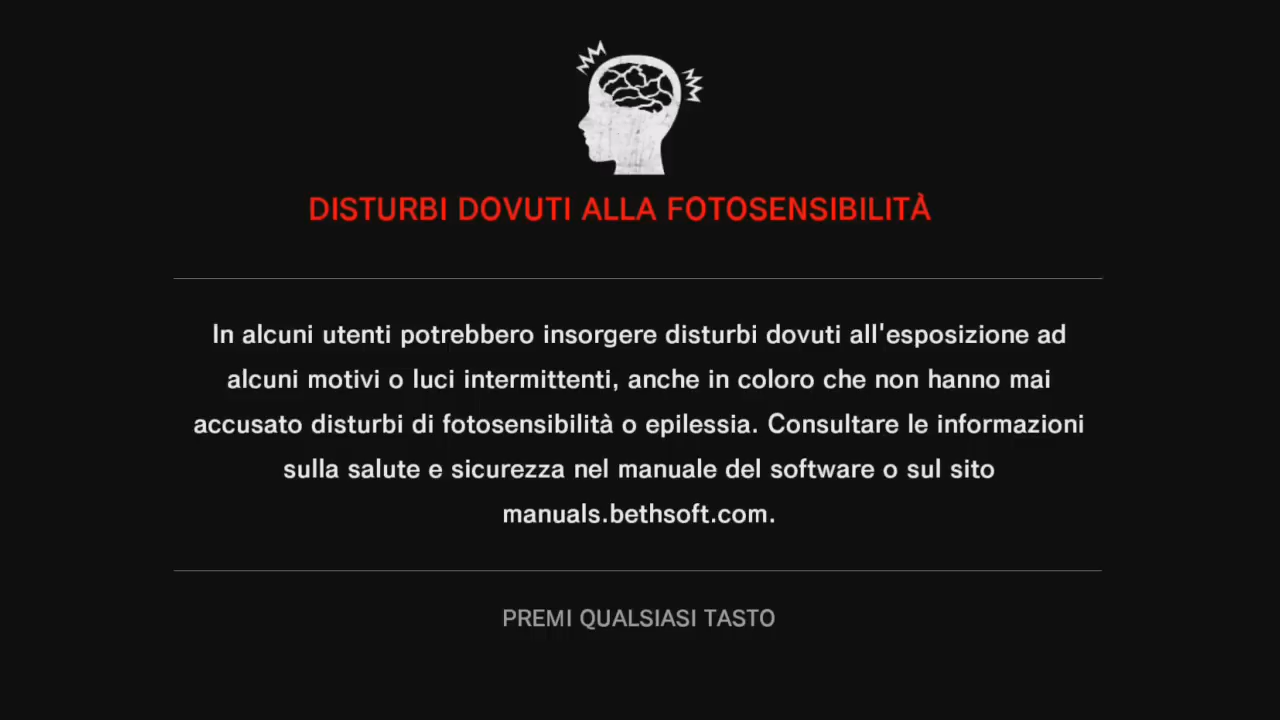 DISTURBI DOVUTI ALLA FOTOSENSIBILITÀ
In alcuni utenti potrebbero insorgere disturbi dovuti all'esposizione ad
alcuni motivi o luci intermittenti, anche in coloro che non hanno mai
accusato disturbi di fotosensibilità o epilessia. Consultare le informazioni
sulla salute e sicurezza nel manuale del software o sul sito
manuals.bethsoft.com.
PREMI QUALSIASI TASTO